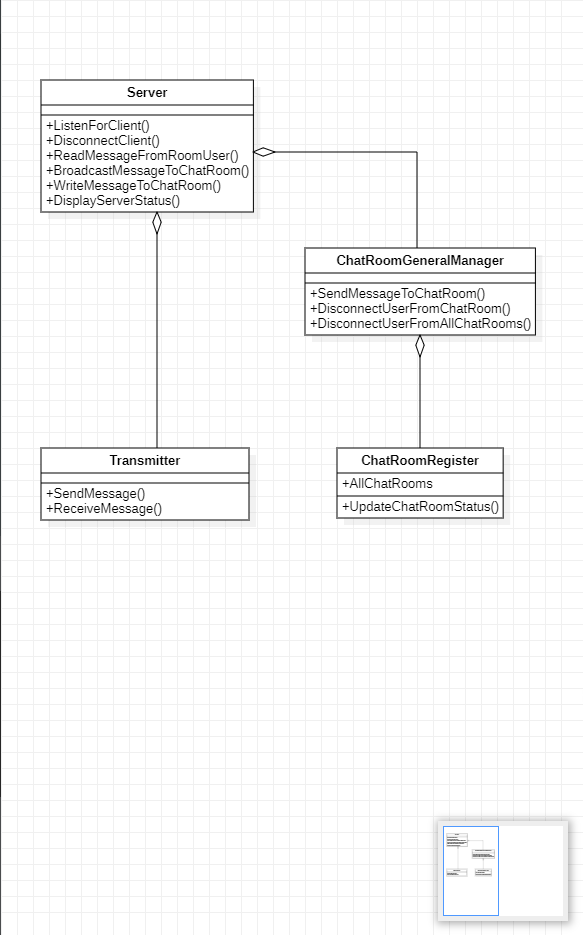 Server
+ListenForClient()
+DisconnectClient()
+ReadMessageFromRoomUser()
+BroadcastMessageToChatRoom()
+WriteMessageToChatRoom()
+DisplayServerStatus()
ChatRoomGeneralManager
+SendMessageToChatRoom()
+DisconnectUserFromChatRoom()
+DisconnectUserFromAllChatRooms()
Transmitter
+SendMessage()
+ReceiveMessage()
ChatRoomRegister
+AllChatRooms
+UpdateChatRoomStatus()